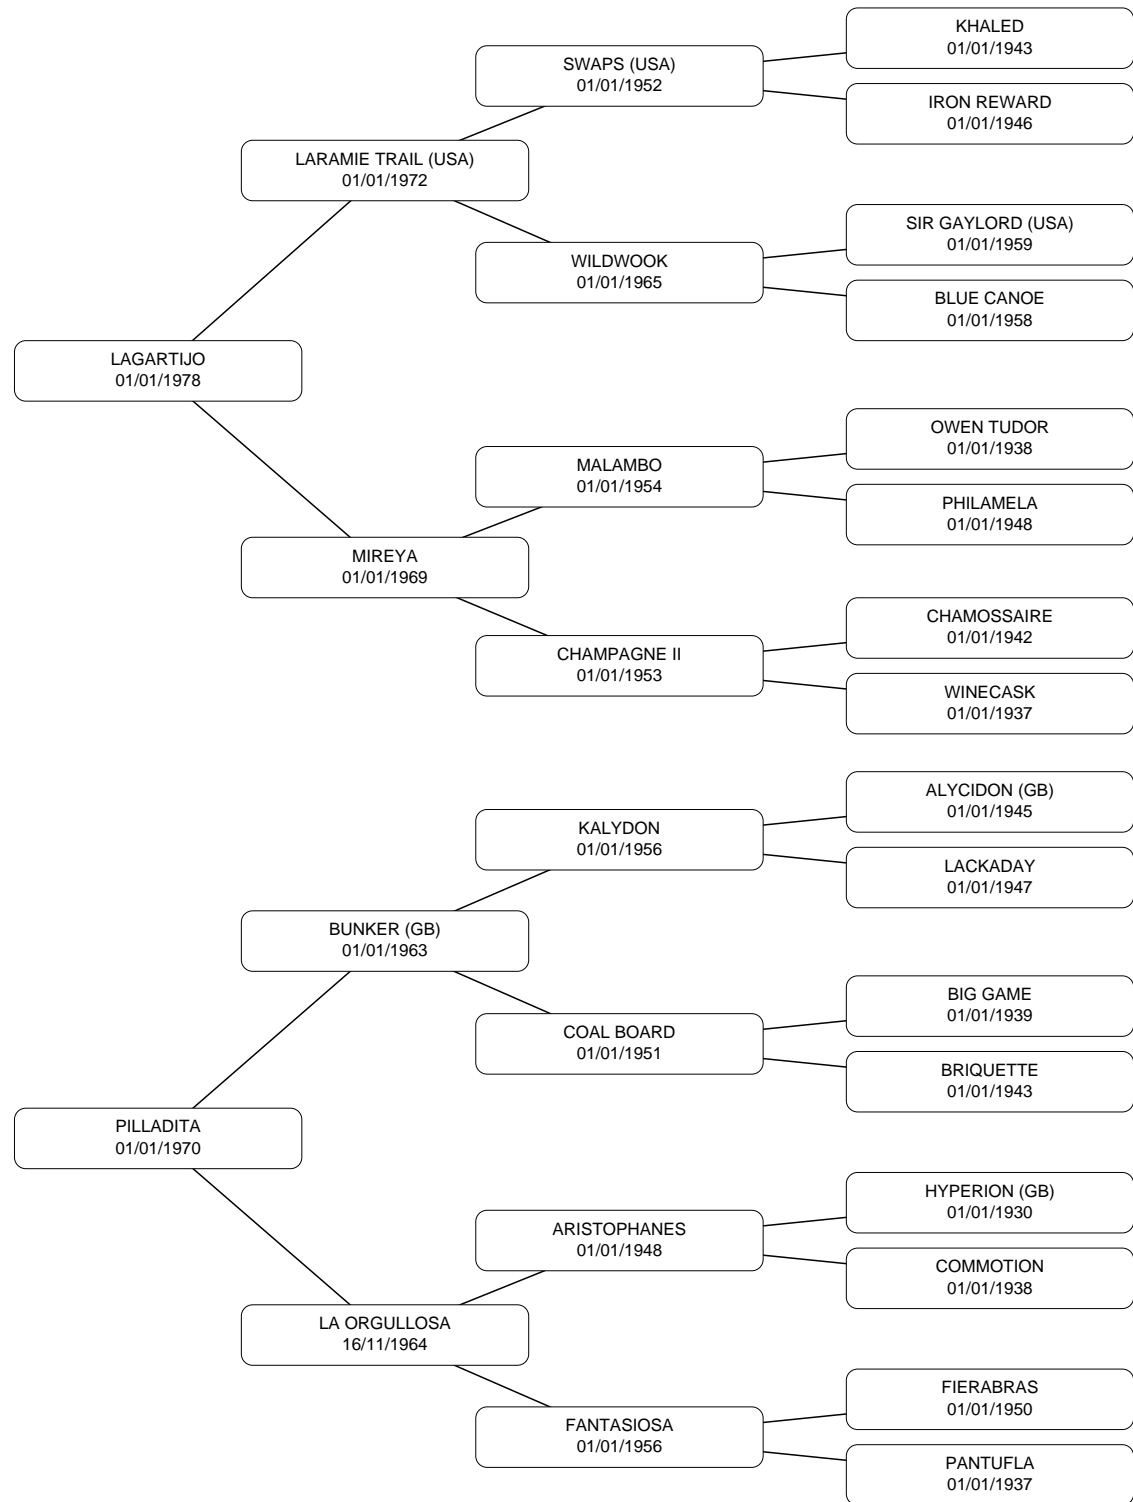 KHALED
01/01/1943
SWAPS (USA)
01/01/1952
IRON REWARD
01/01/1946
LARAMIE TRAIL (USA)
01/01/1972
SIR GAYLORD (USA)
01/01/1959
WILDWOOK
01/01/1965
BLUE CANOE
01/01/1958
LAGARTIJO
01/01/1978
OWEN TUDOR
01/01/1938
MALAMBO
01/01/1954
PHILAMELA
01/01/1948
MIREYA
01/01/1969
CHAMOSSAIRE
01/01/1942
CHAMPAGNE II
01/01/1953
WINECASK
01/01/1937
ALYCIDON (GB)
01/01/1945
KALYDON
01/01/1956
LACKADAY
01/01/1947
BUNKER (GB)
01/01/1963
BIG GAME
01/01/1939
COAL BOARD
01/01/1951
BRIQUETTE
01/01/1943
PILLADITA
01/01/1970
HYPERION (GB)
01/01/1930
ARISTOPHANES
01/01/1948
COMMOTION
01/01/1938
LA ORGULLOSA
16/11/1964
FIERABRAS
01/01/1950
FANTASIOSA
01/01/1956
PANTUFLA
01/01/1937